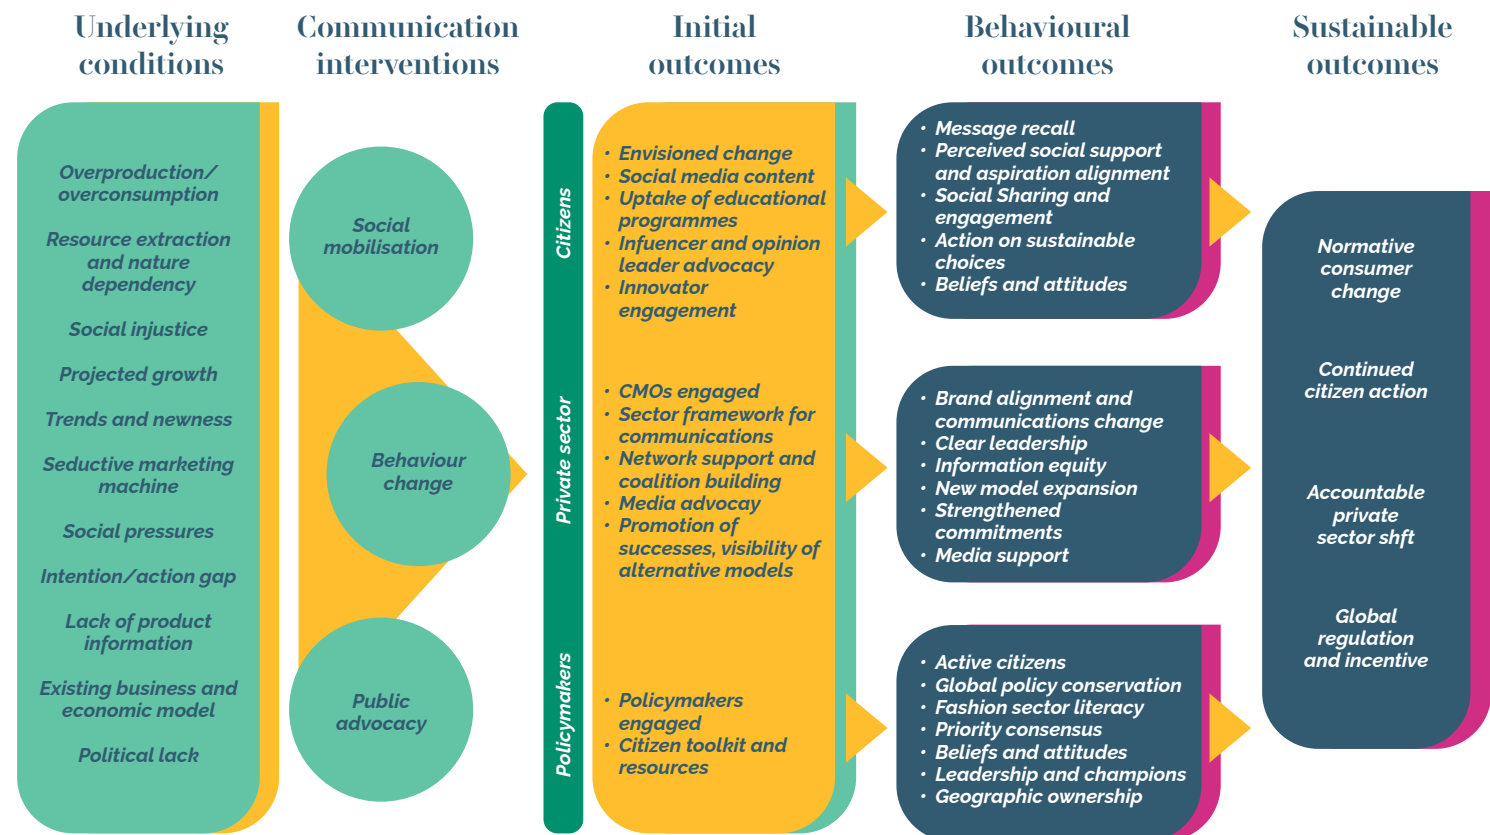 Underlying
conditions
Communication
interventions
Initial
outcomes
Behavioural
outcomes
Sustainable
outcomes
Overproduction/
overconsumption
Resource extraction
and nature
dependency
Social injustice
Projected growth
Trends and newness
Seductive marketing
machine
Social pressures
Intention/action gap
Lack of product
information
Existing business and
economic model
Political lack
Social
mobilisation
Behaviour
change
Public
advocacy
Citizens
• Envisioned change
• Social media content
• Uptake of educational
programmes
• Infuencer and opinion
leader advocacy
• Innovator
engagement
Private sector
• CMOs engaged
• Sector framework for
communications
• Network support and
coalition building
• Media advocay
• Promotion of
successes, visibility of
alternative models
Policymakers
• Policymakers
engaged
• Citizen toolkit and
resources
• Message recall
• Perceived social support
and aspiration alignment
• Social Sharing and
engagement
• Action on sustainable
choices
• Beliefs and attitudes
• Brand alignment and
communications change
• Clear leadership
• Information equity
• New model expansion
• Strengthened
commitments
• Media support
• Active citizens
• Global policy conservation
• Fashion sector literacy
• Priority consensus
• Beliefs and attitudes
• Leadership and champions
• Geographic ownership
Normative
consumer
change
Continued
citizen action
Accountable
private
sector shft
Global
regulation
and incentive